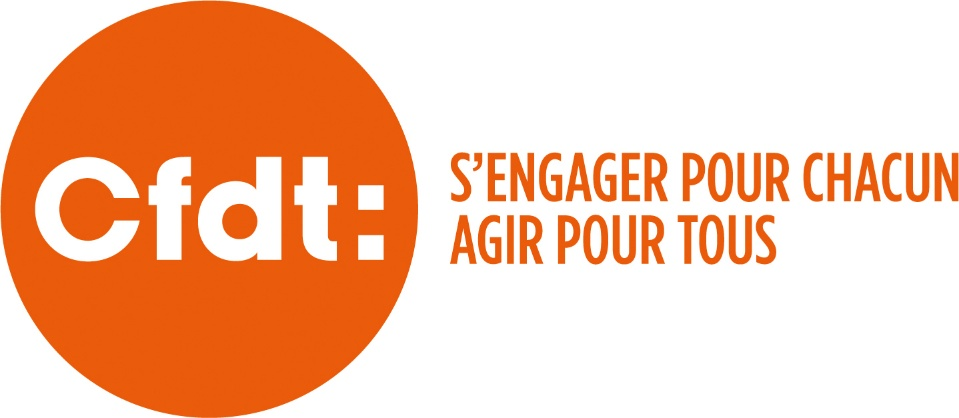 Cfdt:
S'ENGAGER POUR CHACUN
AGIR POUR TOUS